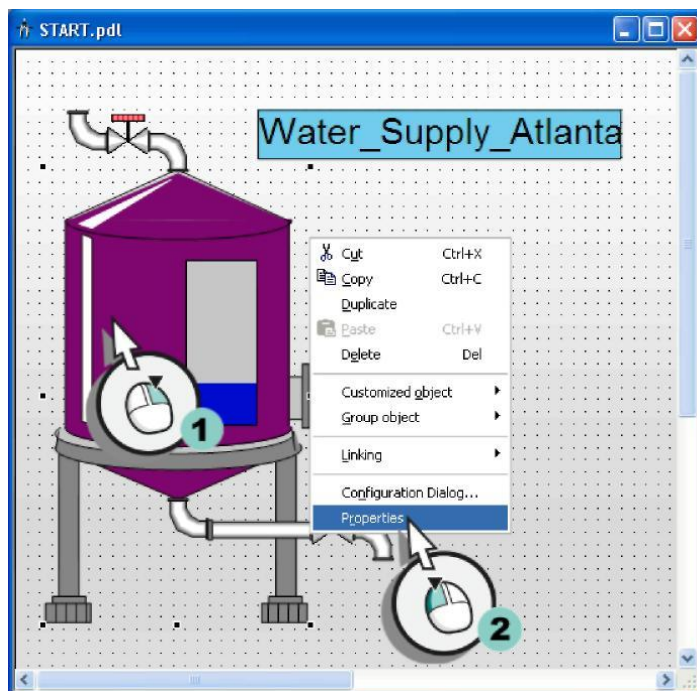 START.pdl
Water_Supply_Atlanta
Cut Ctrl+X
Copy Ctrl+C
Duplicate
Paste Ctrl+V
Delete Del
Customized object
Group object
Linking
Configuration Dialog...
Properties
1
2